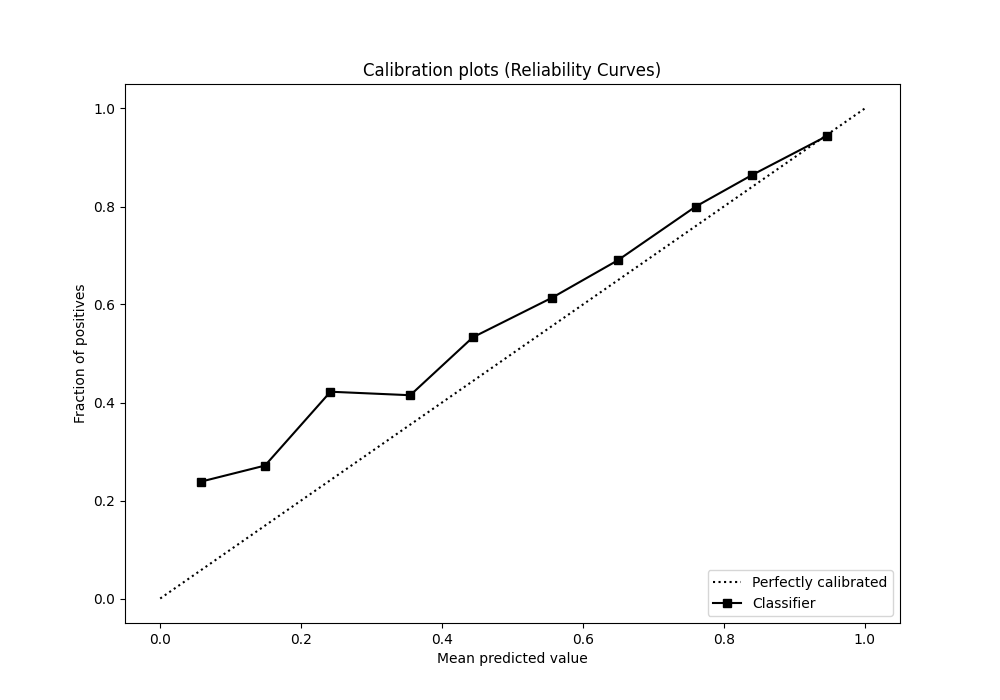 Calibration plots (Reliability Curves)
1.0
0.8
0.6
0.4
0.2
0.0
Fraction of positives
0.0 0.2 0.4 0.6 0.8 1.0
Mean predicted value
Perfectly calibrated
Classifier